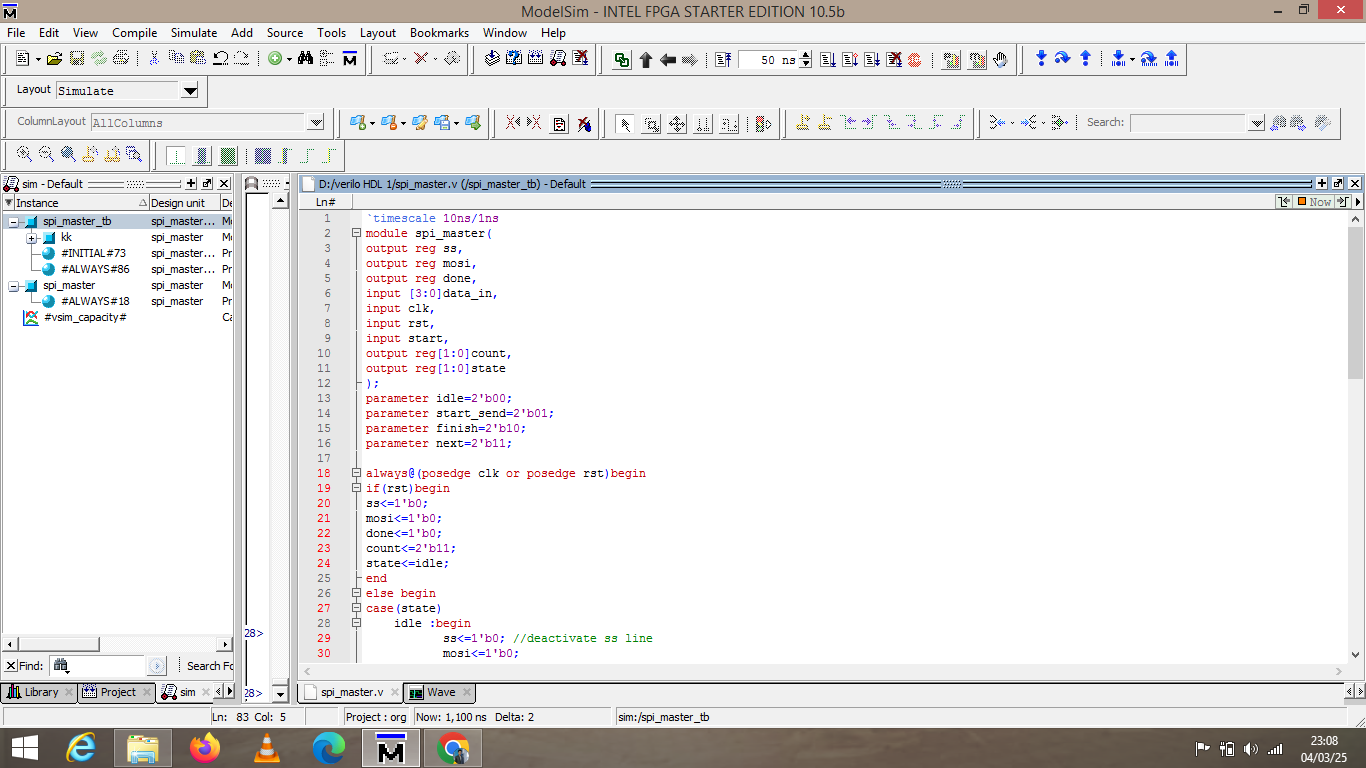 ModelSim - INTEL FPGA STARTER EDITION 10.5b
File Edit View Compile Simulate Add Source Tools Layout Bookmarks Window Help
50 ns
Layout Simulate
ColumnLayout AllColumns
Search:
sim - Default
Instance Design unit
spi_master_tb spi_master...
kk spi_master
#INITIAL#73 spi_master...
#ALWAYS#86 spi_master...
spi_master spi_master
#ALWAYS#18 spi_master
#vsim_capacity#
Find: Search Fo
Library Project sim
28>
28>
D:/verilo HDL 1/spi_master.v (/spi_master_tb) - Default
Ln# Now
1 `timescale 10ns/1ns
2 module spi_master(
3 output reg ss,
4 output reg mosi,
5 output reg done,
6 input [3:0]data_in,
7 input clk,
8 input rst,
9 input start,
10 output reg[1:0]count,
11 output reg[1:0]state
12 );
13 parameter idle=2'b00;
14 parameter start_send=2'b01;
15 parameter finish=2'b10;
16 parameter next=2'b11;
17
18 always@(posedge clk or posedge rst)begin
19 if(rst)begin
20 ss<=1'b0;
21 mosi<=1'b0;
22 done<=1'b0;
23 count<=2'b11;
24 state<=idle;
25 end
26 else begin
27 case(state)
28 idle :begin
29 ss<=1'b0; //deactivate ss line
30 mosi<=1'b0;
spi_master.v Wave
Ln: 83 Col: 5 Project : org Now: 1,100 ns Delta: 2 sim:/spi_master_tb
23:08
04/03/25